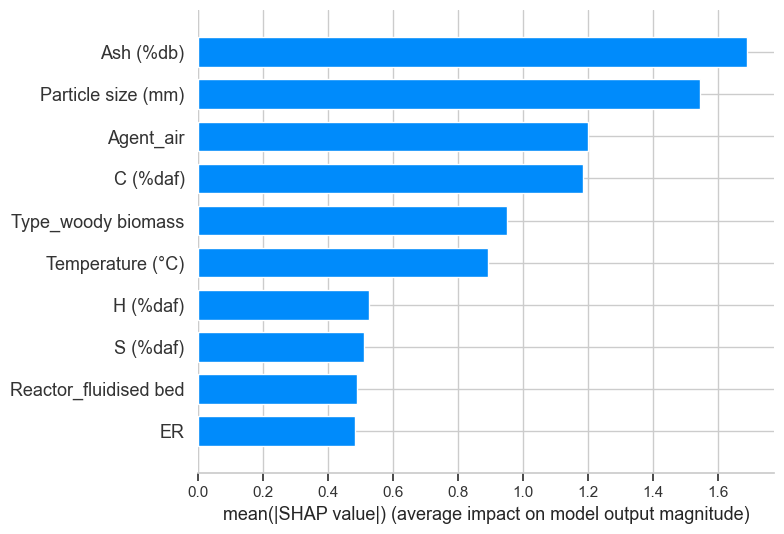 Ash (%db)
Particle size (mm)
Agent_air
C (%daf)
Type_woody biomass
Temperature (°C)
H (%daf)
S (%daf)
Reactor_fluidised bed
ER
0.0 0.2 0.4 0.6 0.8 1.0 1.2 1.4 1.6
mean(|SHAP value|) (average impact on model output magnitude)